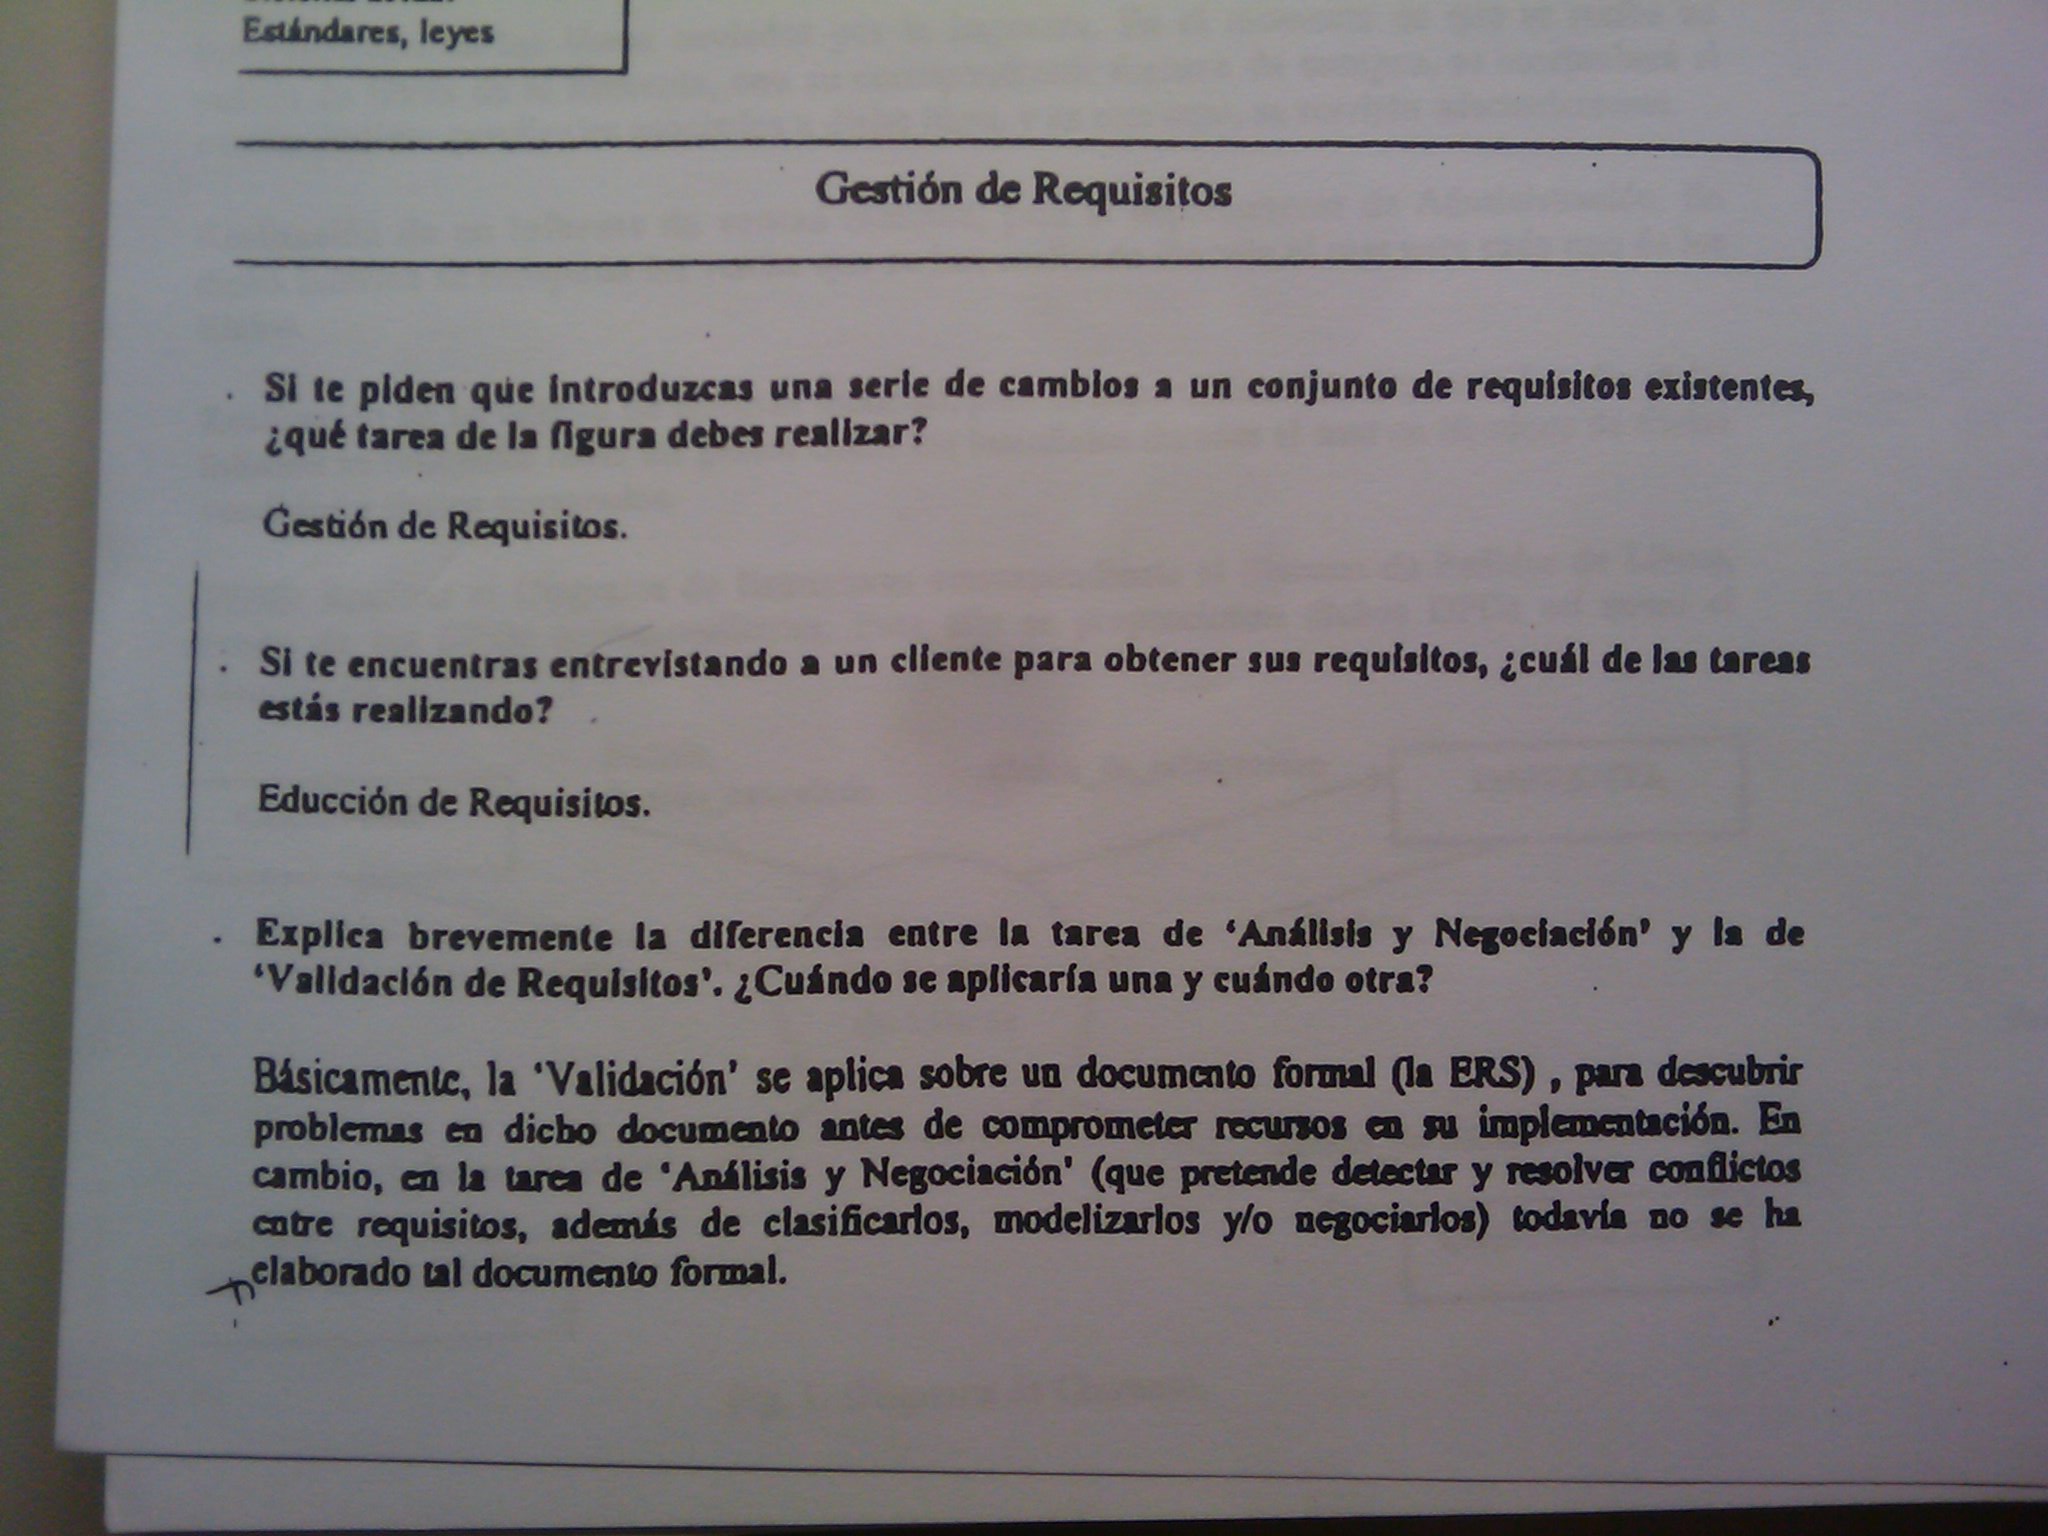 Estándares, leyes
Gestión de Requisitos
Si te piden que introduzcas una serie de cambios a un conjunto de requisitos existentes,
¿qué tarea de la figura debes realizar?
Gestión de Requisitos.
Si te encuentras entrevistando a un cliente para obtener sus requisitos, ¿cuál de las tareas
estás realizando?
Educción de Requisitos.
Explica brevemente la diferencia entre la tarea de ‘Análisis y Negociación’ y la de
‘Validación de Requisitos’. ¿Cuándo se aplicaría una y cuándo otra?
Básicamente, la ‘Validación’ se aplica sobre un documento formal (la ERS) , para descubrir
problemas en dicho documento antes de comprometer recursos en su implementación. En
cambio, en la tarea de ‘Análisis y Negociación’ (que pretende detectar y resolver conflictos
entre requisitos, además de clasificarlos, modelizarlos y/o negociarlos) todavía no se ha
elaborado tal documento formal.